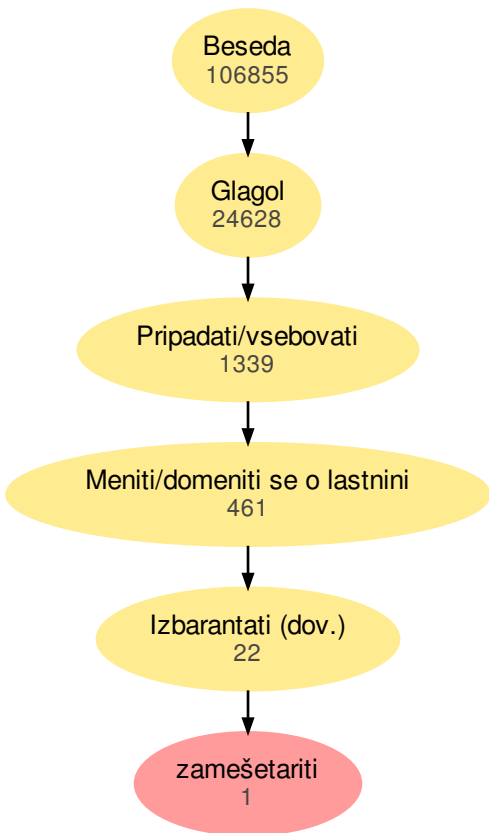 Beseda
106855
Glagol
24628
Pripadati/vsebovati
1339
Meniti/domeniti se o lastnini
461
Izbarantati (dov.)
22
zamešetariti
1